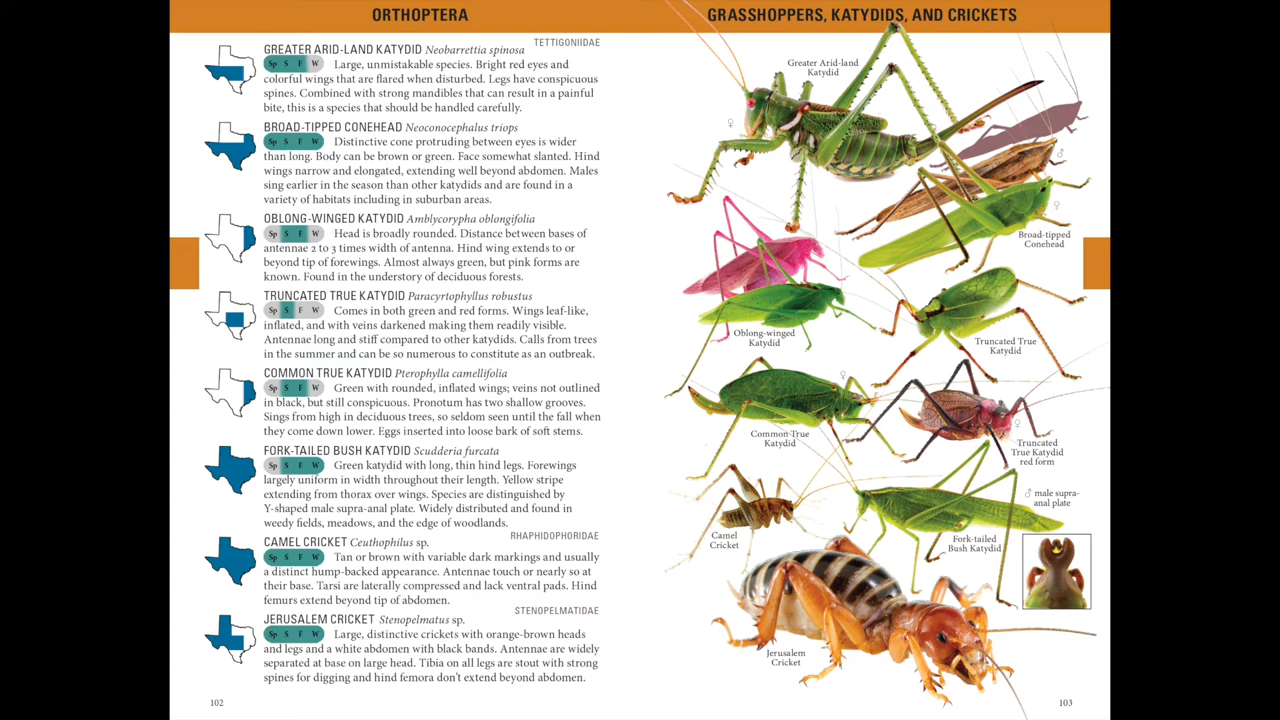 ORTHOPTERA
TETTIGONIIDAE
GREATER ARID-LAND KATYDID Neobarrettia spinosa
Sp S F W Large, unmistakable species. Bright red eyes and
colorful wings that are flared when disturbed. Legs have conspicuous
spines. Combined with strong mandibles that can result in a painful
bite, this is a species that should be handled carefully.
BROAD-TIPPED CONEHEAD Neoconocephalus triops
Sp S F W Distinctive cone protruding between eyes is wider
than long. Body can be brown or green. Face somewhat slanted. Hind
wings narrow and elongated, extending well beyond abdomen. Males
sing earlier in the season than other katydids and are found in a
variety of habitats including in suburban areas.
OBLONG-WINGED KATYDID Amblycorypha oblongifolia
Sp S F W Head is broadly rounded. Distance between bases of
antennae 2 to 3 times width of antenna. Hind wing extends to or
beyond tip of forewings. Almost always green, but pink forms are
known. Found in the understory of deciduous forests.
TRUNCATED TRUE KATYDID Paracyrtophyllus robustus
Sp S F W Comes in both green and red forms. Wings leaf-like,
inflated, and with veins darkened making them readily visible.
Antennae long and stiff compared to other katydids. Calls from trees
in the summer and can be so numerous to constitute as an outbreak.
COMMON TRUE KATYDID Pterophylla camellifolia
Sp S F W Green with rounded, inflated wings; veins not outlined
in black, but still conspicuous. Pronotum has two shallow grooves.
Sings from high in deciduous trees, so seldom seen until the fall when
they come down lower. Eggs inserted into loose bark of soft stems.
FORK-TAILED BUSH KATYDID Scudderia furcata
Sp S F W Green katydid with long, thin hind legs. Forewings
largely uniform in width throughout their length. Yellow stripe
extending from thorax over wings. Species are distinguished by
Y-shaped male supra-anal plate. Widely distributed and found in
weedy fields, meadows, and the edge of woodlands.
RHAPHIDOPHORIDAE
CAMEL CRICKET Ceuthophilus sp.
Sp S F W Tan or brown with variable dark markings and usually
a distinct hump-backed appearance. Antennae touch or nearly so at
their base. Tarsi are laterally compressed and lack ventral pads. Hind
femurs extend beyond tip of abdomen.
STENOPELMATIDAE
JERUSALEM CRICKET Stenopelmatus sp.
Sp S F W Large, distinctive crickets with orange-brown heads
and legs and a white abdomen with black bands. Antennae are widely
separated at base on large head. Tibia on all legs are stout with strong
spines for digging and hind femora don't extend beyond abdomen.
102
GRASSHOPPERS, KATYDIDS, AND CRICKETS
Greater Arid-land
Katydid
♀
♂
♀
Broad-tipped
Conehead
Oblong-winged
Katydid
Truncated True
Katydid
♀
Common True
Katydid
♀
Truncated
True Katydid
red form
Camel
Cricket
♂ male supra-
anal plate
Fork-tailed
Bush Katydid
Jerusalem
Cricket
103